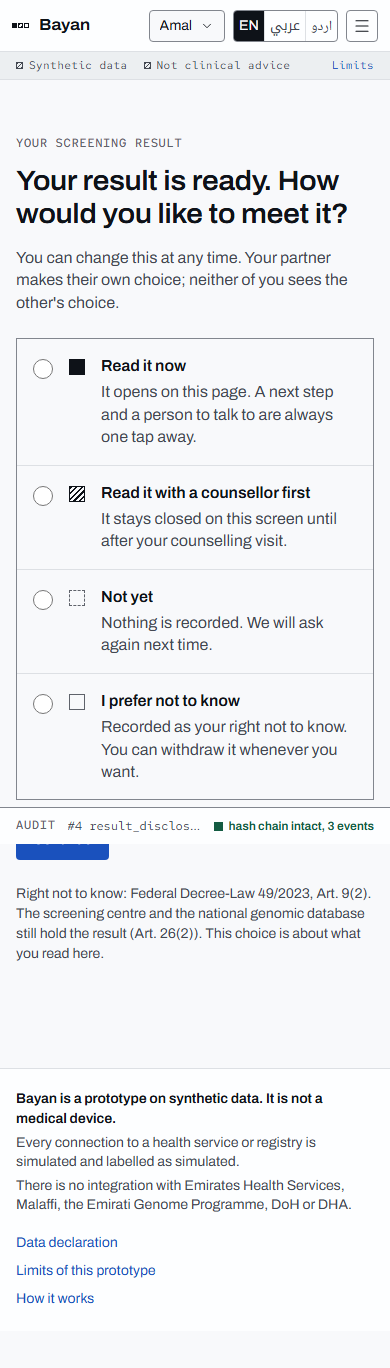 Bayan
Amal
EN
عربي
اردو
Synthetic data
Not clinical advice
Limits
YOUR SCREENING RESULT
Your result is ready. How
would you like to meet it?
You can change this at any time. Your partner
makes their own choice; neither of you sees the
other's choice.
Read it now
It opens on this page. A next step
and a person to talk to are always
one tap away.
Read it with a counsellor first
It stays closed on this screen until
after your counselling visit.
Not yet
Nothing is recorded. We will ask
again next time.
I prefer not to know
Recorded as your right not to know.
You can withdraw it whenever you
want.
AUDIT #4 result_disclos... hash chain intact, 3 events
Right not to know: Federal Decree-Law 49/2023, Art. 9(2).
The screening centre and the national genomic database
still hold the result (Art. 26(2)). This choice is about what
you read here.
Bayan is a prototype on synthetic data. It is not a
medical device.
Every connection to a health service or registry is
simulated and labelled as simulated.
There is no integration with Emirates Health Services,
Malaffi, the Emirati Genome Programme, DoH or DHA.
Data declaration
Limits of this prototype
How it works